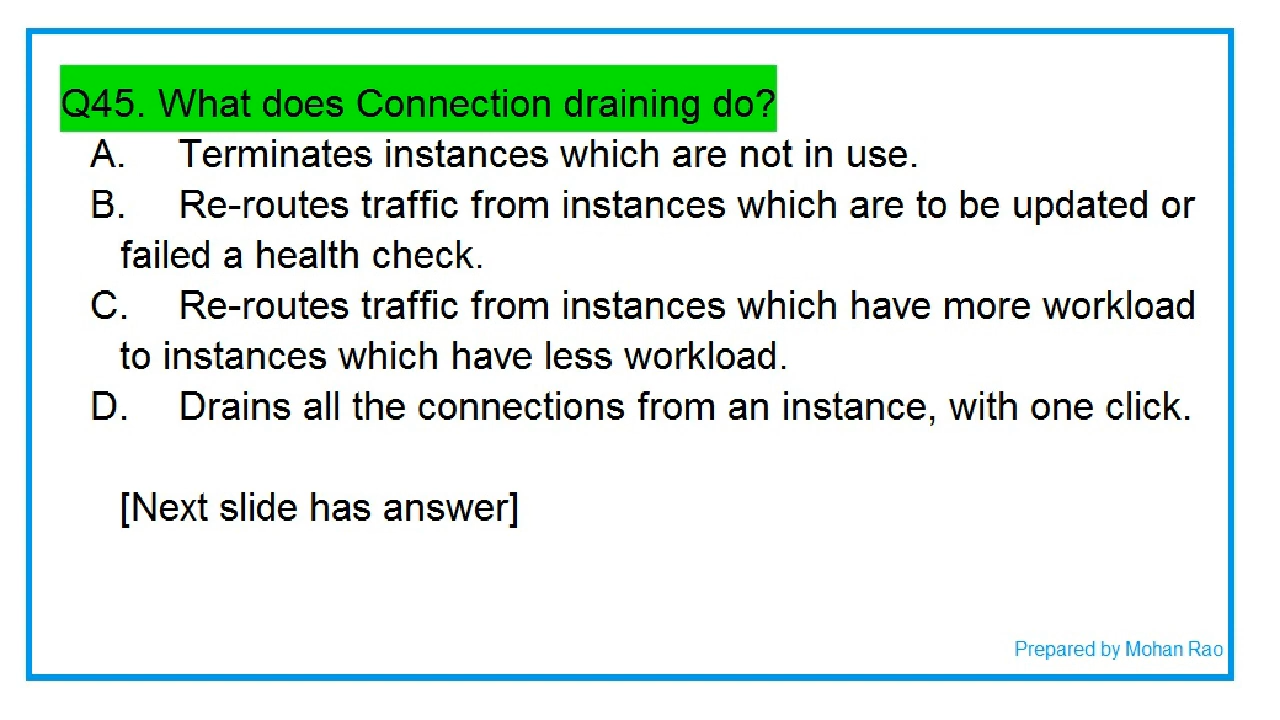 Q45. What does Connection draining do?
A. Terminates instances which are not in use.
B. Re-routes traffic from instances which are to be updated or
failed a health check.
C. Re-routes traffic from instances which have more workload
to instances which have less workload.
D. Drains all the connections from an instance, with one click.
[Next slide has answer]
Prepared by Mohan Rao